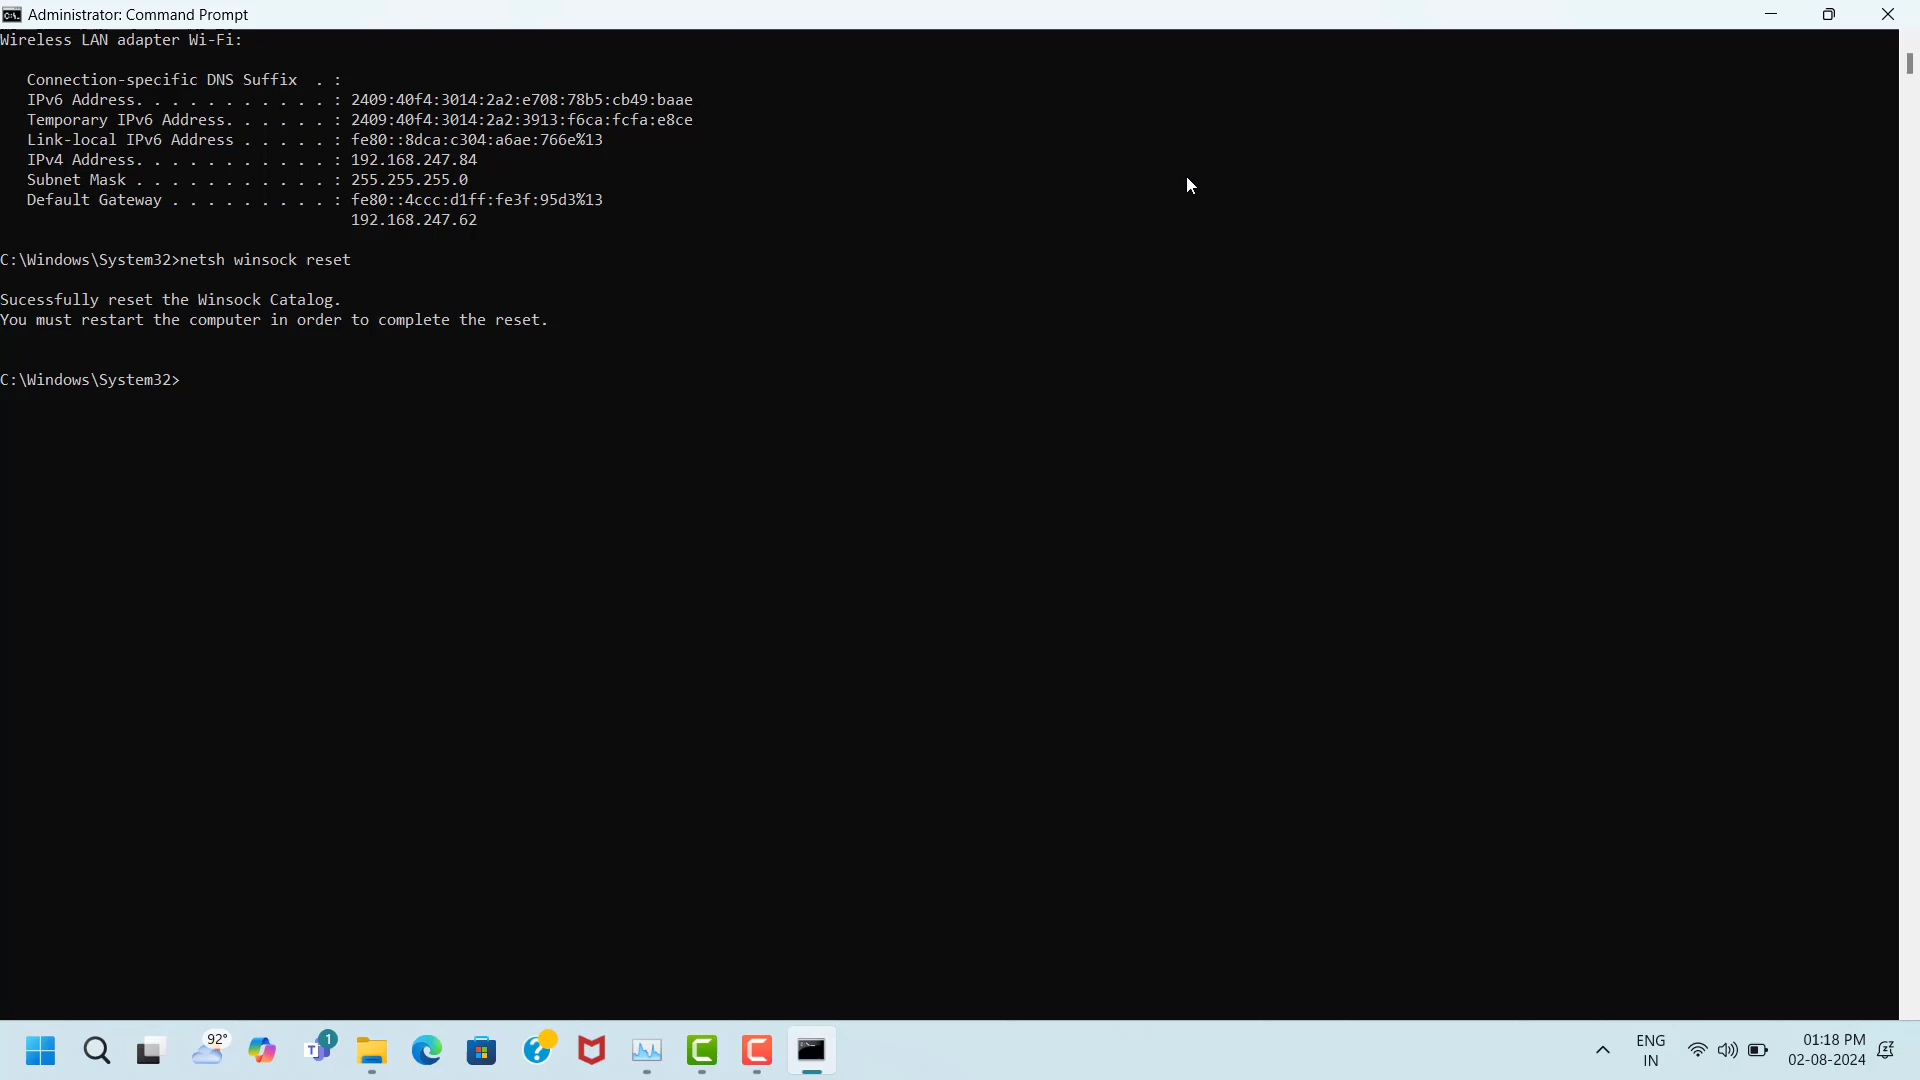 Administrator: Command Prompt
Wireless LAN adapter Wi-Fi:
Connection-specific DNS Suffix  . :
IPv6 Address. . . . . . . . . . . : 2409:40f4:3014:2a2:e708:78b5:cb49:baae
Temporary IPv6 Address. . . . . . : 2409:40f4:3014:2a2:3913:f6ca:fcfa:e8ce
Link-local IPv6 Address . . . . . : fe80::8dca:c304:a6ae:766e%13
IPv4 Address. . . . . . . . . . . : 192.168.247.84
Subnet Mask . . . . . . . . . . . : 255.255.255.0
Default Gateway . . . . . . . . . : fe80::4ccc:d1ff:fe3f:95d3%13
192.168.247.62
C:\Windows\System32>netsh winsock reset
Sucessfully reset the Winsock Catalog.
You must restart the computer in order to complete the reset.
C:\Windows\System32>
92°
1
ENG
IN
01:18 PM
02-08-2024